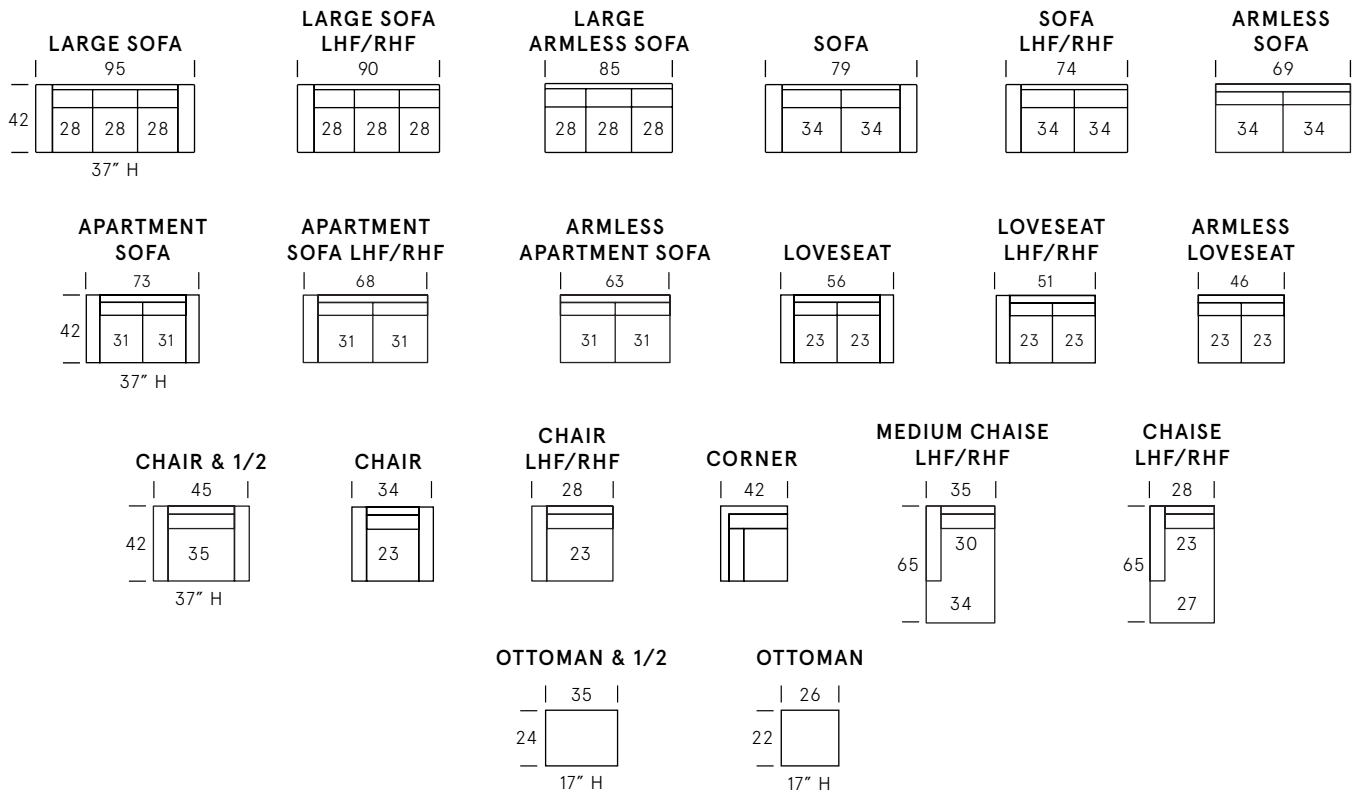 LARGE SOFA
95
42
28 28 28
37″ H
LARGE SOFA
LHF/RHF
90
28 28 28
LARGE
ARMLESS SOFA
85
28 28 28
SOFA
79
34 34
SOFA
LHF/RHF
74
34 34
ARMLESS
SOFA
69
34 34
APARTMENT
SOFA
73
42
31 31
37″ H
APARTMENT
SOFA LHF/RHF
68
31 31
ARMLESS
APARTMENT SOFA
63
31 31
LOVESEAT
56
23 23
LOVESEAT
LHF/RHF
51
23 23
ARMLESS
LOVESEAT
46
23 23
CHAIR & 1/2
45
42
35
37″ H
CHAIR
34
23
CHAIR
LHF/RHF
28
23
CORNER
42
MEDIUM CHAISE
LHF/RHF
35
30
65
34
CHAISE
LHF/RHF
28
23
65
27
OTTOMAN & 1/2
35
24
17″ H
OTTOMAN
26
22
17″ H